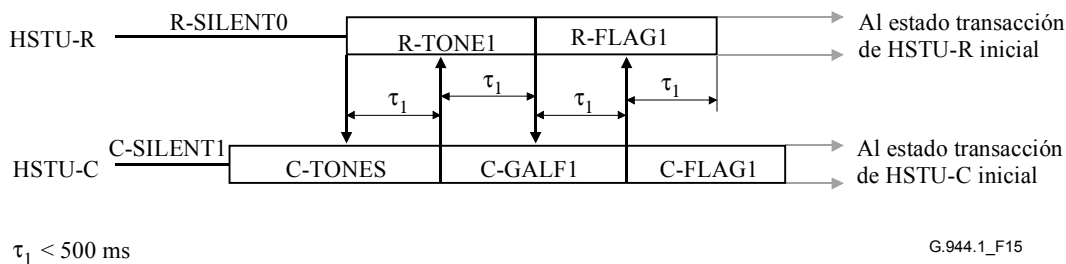 R-SILENT0
HSTU-R
R-TONE1
R-FLAG1
Al estado transacción
de HSTU-R inicial
τ1
τ1
τ1
τ1
C-SILENT1
HSTU-C
C-TONES
C-GALF1
C-FLAG1
Al estado transacción
de HSTU-C inicial
τ1 < 500 ms
G.944.1_F15